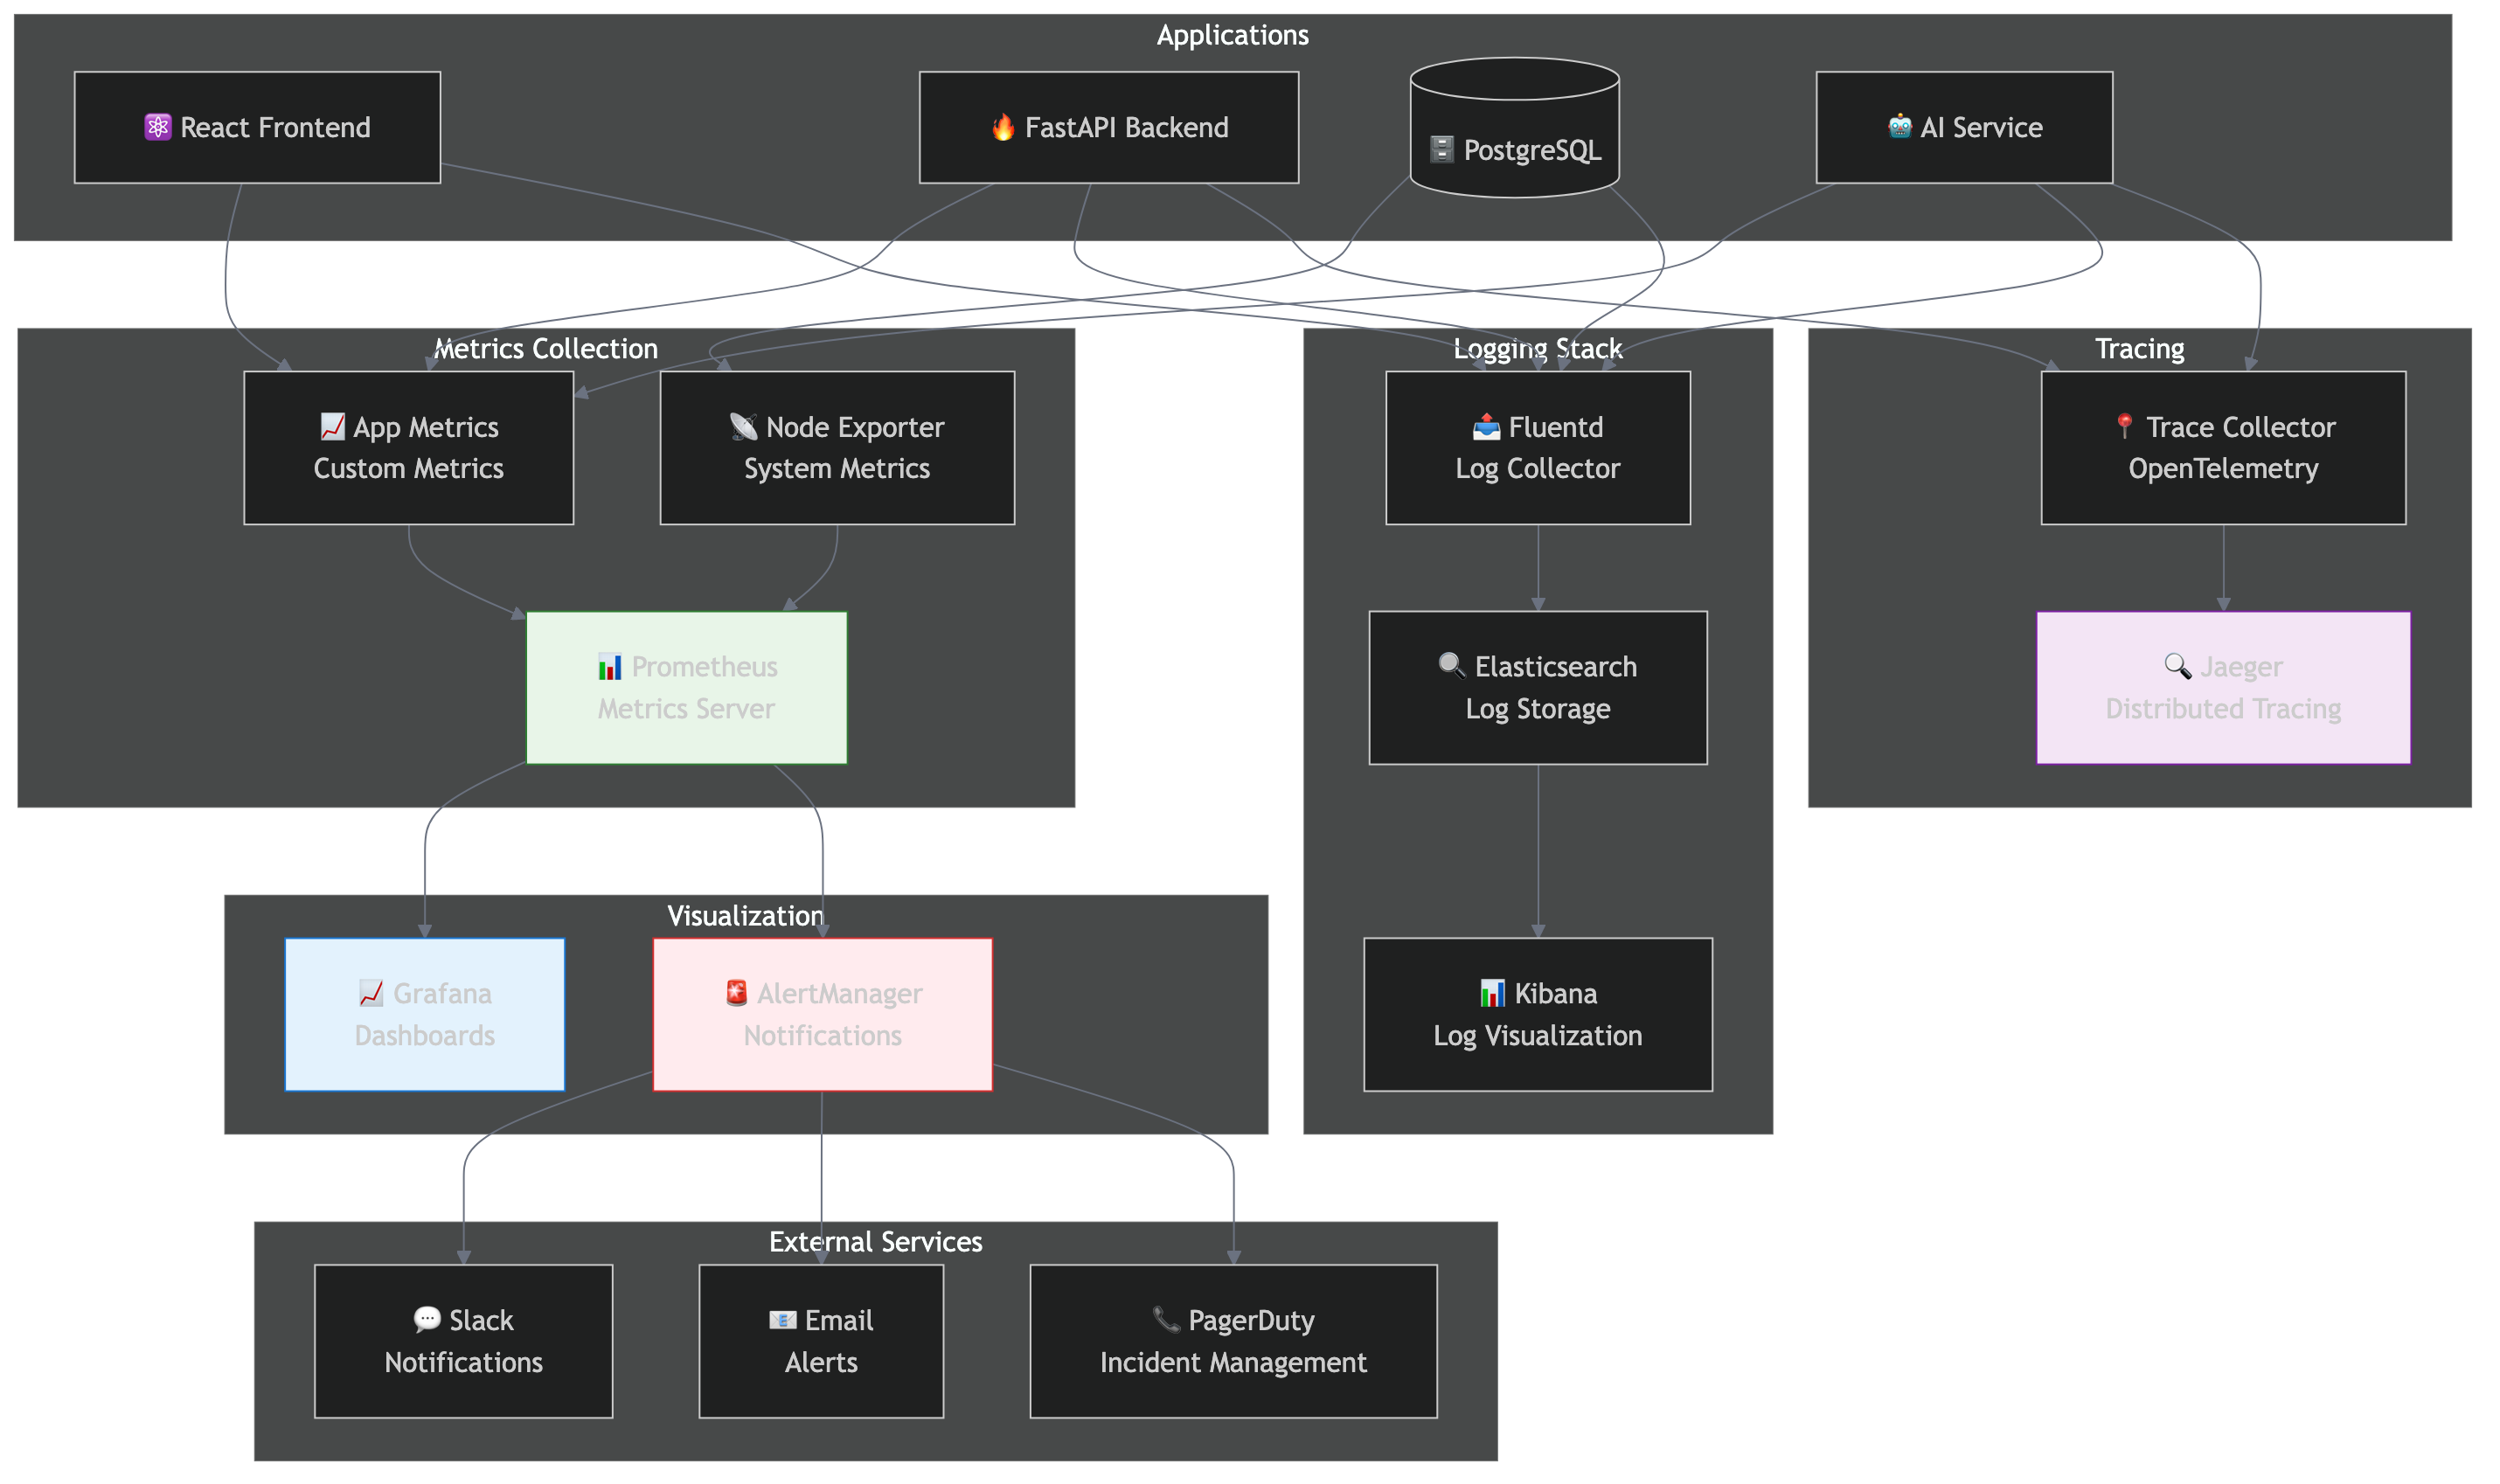 Applications
⚛️ React Frontend
🔥 FastAPI Backend
🗄️ PostgreSQL
🤖 AI Service
Metrics Collection
📈 App Metrics
Custom Metrics
📡 Node Exporter
System Metrics
📊 Prometheus
Metrics Server
Logging Stack
📤 Fluentd
Log Collector
🔍 Elasticsearch
Log Storage
📊 Kibana
Log Visualization
Tracing
📍 Trace Collector
OpenTelemetry
🔍 Jaeger
Distributed Tracing
Visualization
📈 Grafana
Dashboards
🚨 AlertManager
Notifications
External Services
💬 Slack
Notifications
📧 Email
Alerts
📞 PagerDuty
Incident Management